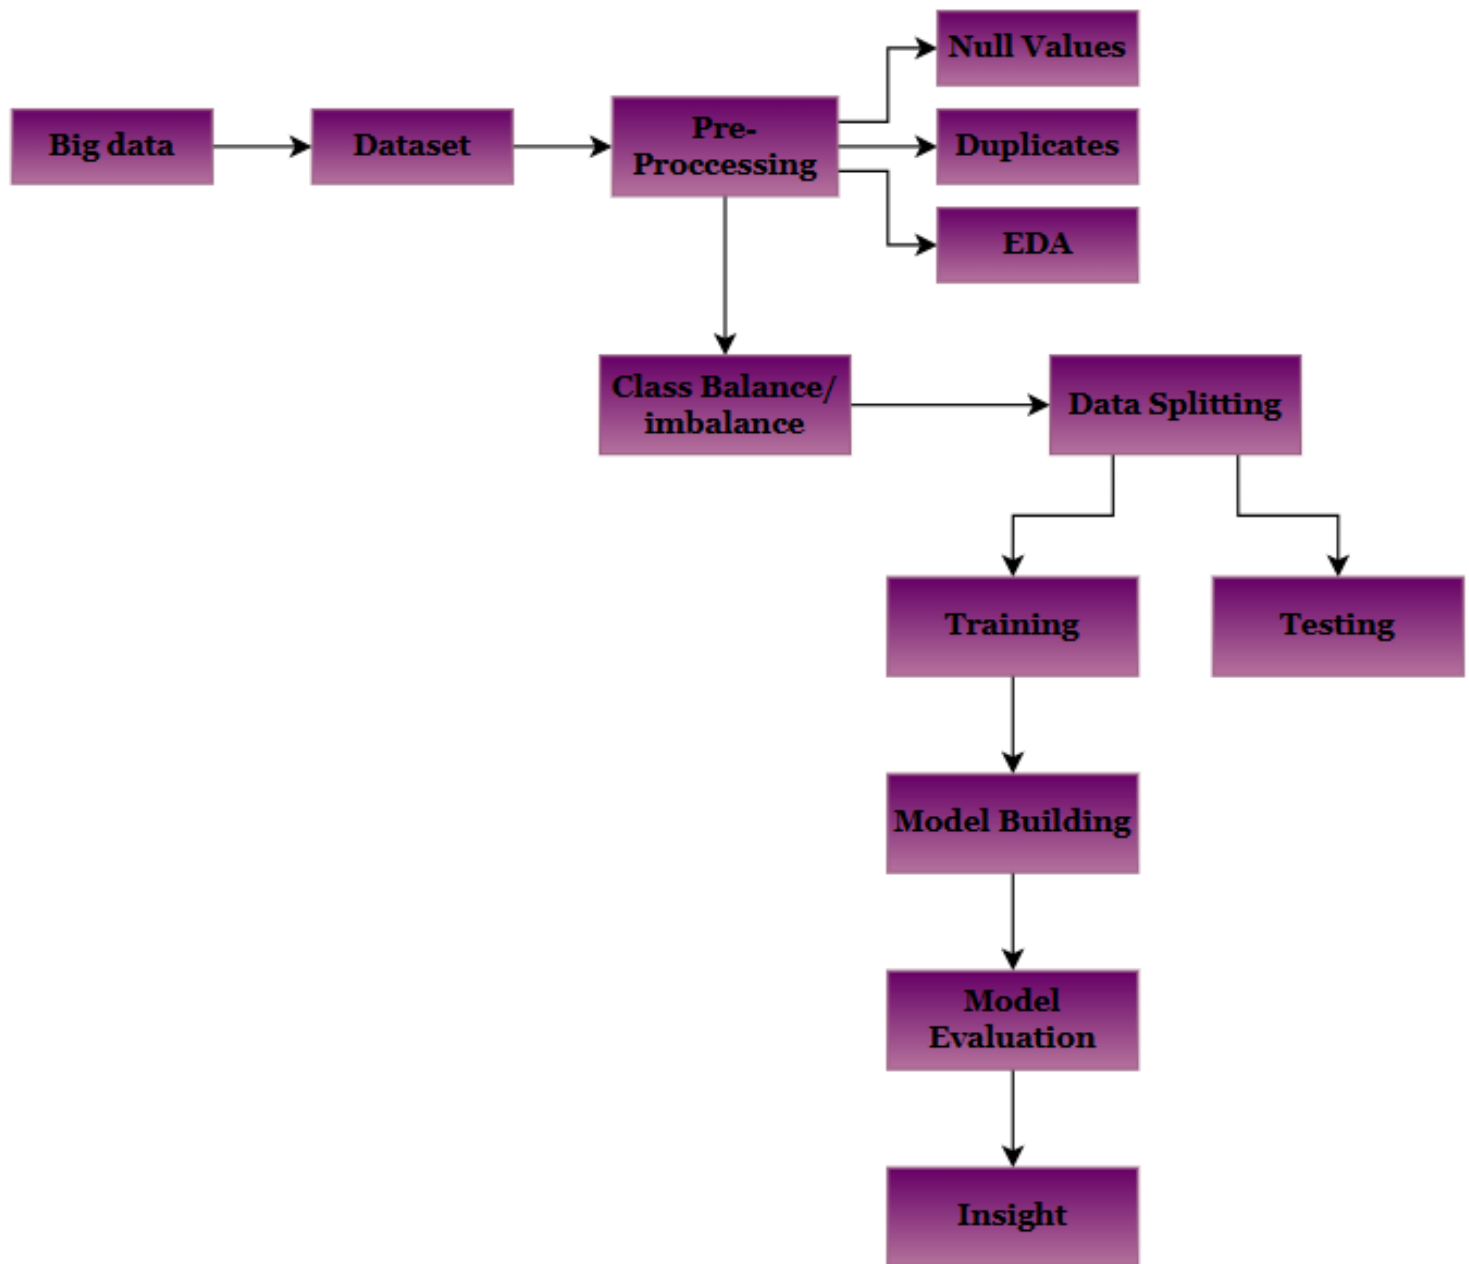 Null Values
Big data
Dataset
Pre-
Proccessing
Duplicates
EDA
Class Balance/
imbalance
Data Splitting
Training
Testing
Model Building
Model
Evaluation
Insight